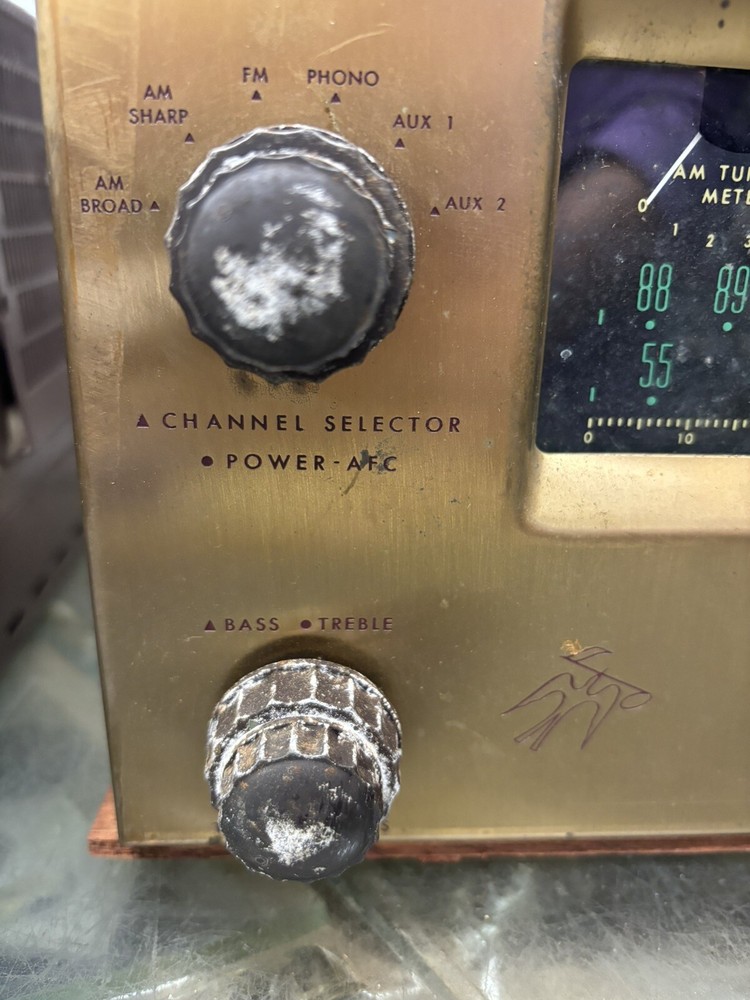 FM
PHONO
AM
SHARP
AUX 1
AM
BROAD
AUX 2
▲ CHANNEL SELECTOR
● POWER-AFC
▲ BASS ● TREBLE
AM TU
METE
0 1 2 3
88 89
55
0 10